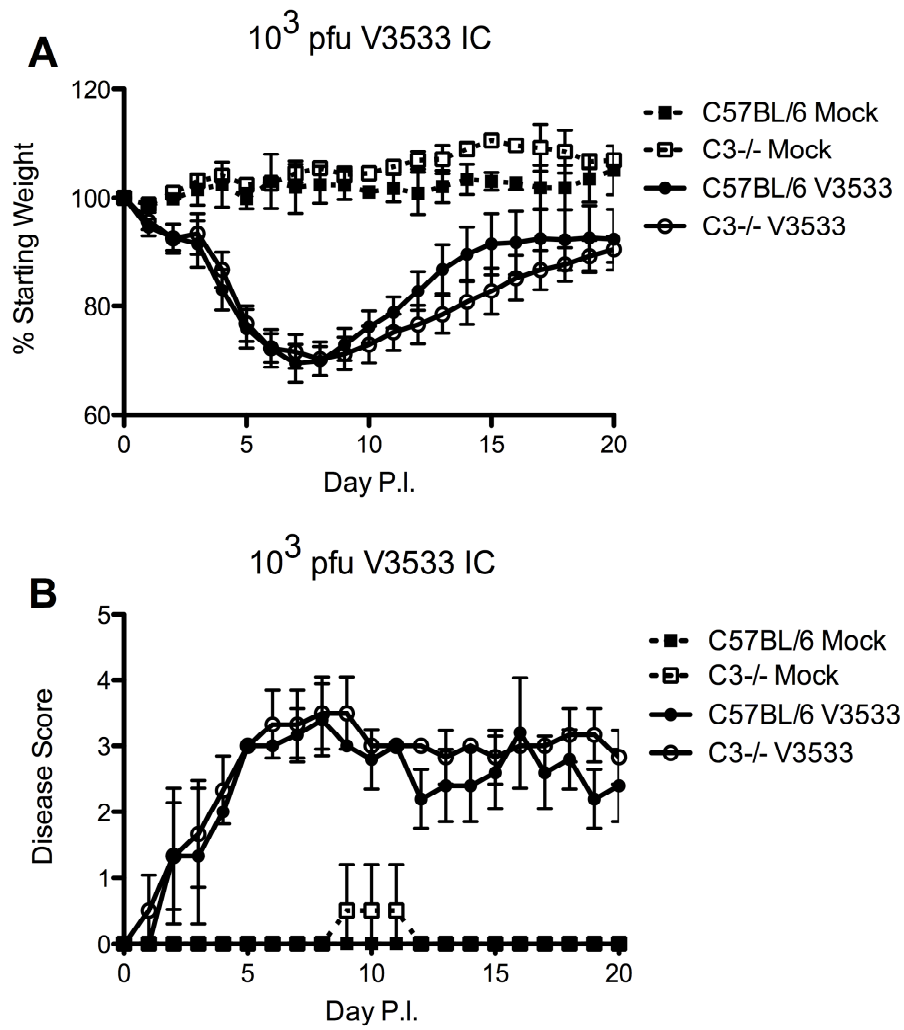 A
10³ pfu V3533 IC
120
100
80
60
% Starting Weight
0 5 10 15 20
Day P.I.
C57BL/6 Mock
C3-/- Mock
C57BL/6 V3533
C3-/- V3533
B
10³ pfu V3533 IC
5
4
3
2
1
0
Disease Score
0 5 10 15 20
Day P.I.
C57BL/6 Mock
C3-/- Mock
C57BL/6 V3533
C3-/- V3533